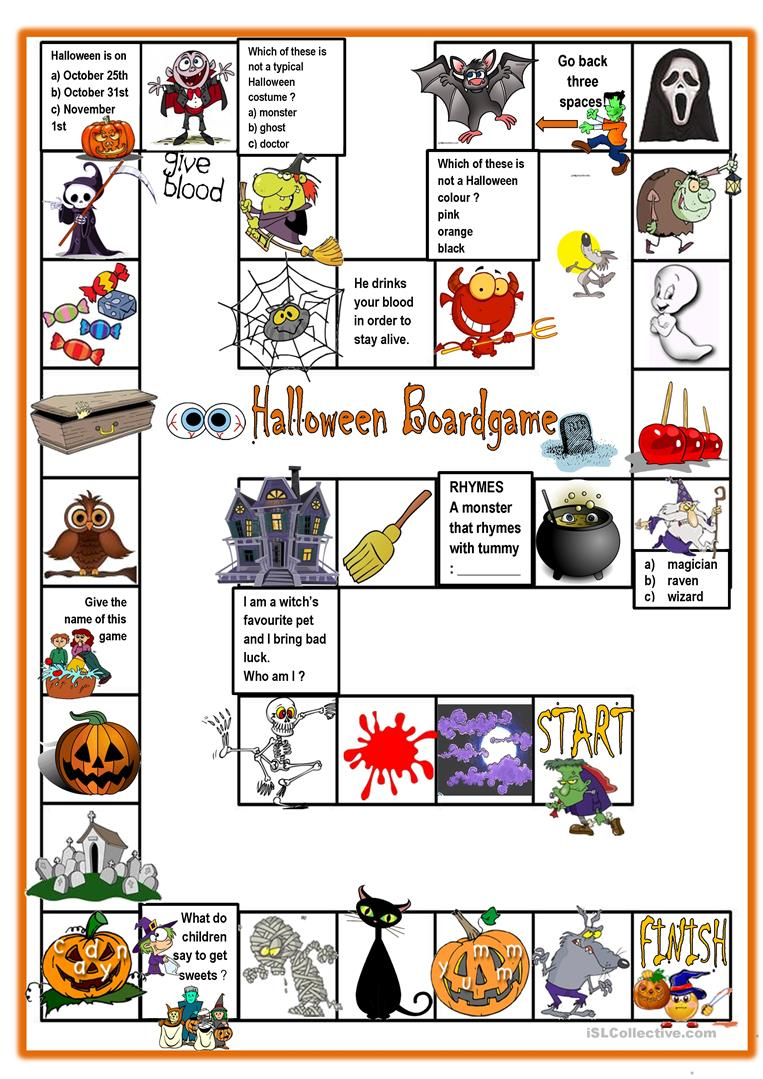 Halloween is on
a) October 25th
b) October 31st
c) November
1st
Which of these is
not a typical
Halloween
costume ?
a) monster
b) ghost
c) doctor
Go back
three
spaces
give
blood
Which of these is
not a Halloween
colour ?
pink
orange
black
He drinks
your blood
in order to
stay alive.
Halloween Boardgame
RIP
RHYMES
A monster
that rhymes
with tummy
: __________
a) magician
b) raven
c) wizard
Give the
name of this
game
I am a witch's
favourite pet
and I bring bad
luck.
Who am I ?
START
c d n
a y
What do
children
say to get
sweets ?
y u m m m
FINISH
iSLCollective.com